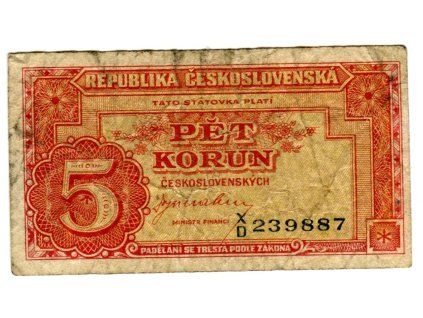 REPUBLIKA ČESKOSLOVENSKÁ
TATO STÁTOVKA PLATÍ
PĚT
KORUN
ČESKOSLOVENSKÝCH
5
MINISTR FINANCÍ
X/D 239887
PADĚLÁNÍ SE TRESTÁ PODLE ZÁKONA